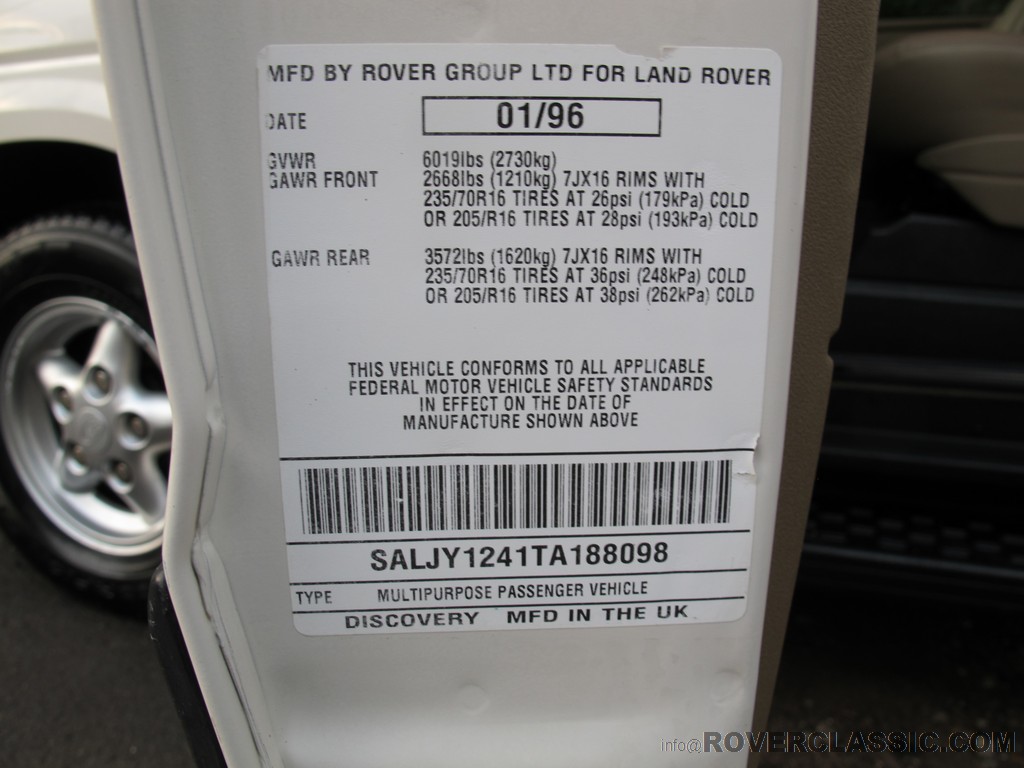 MFD BY ROVER GROUP LTD FOR LAND ROVER
DATE 01/96
GVWR 6019lbs (2730kg)
GAWR FRONT 2668lbs (1210kg) 7JX16 RIMS WITH
235/70R16 TIRES AT 26psi (179kPa) COLD
OR 205/R16 TIRES AT 28psi (193kPa) COLD
GAWR REAR 3572lbs (1620kg) 7JX16 RIMS WITH
235/70R16 TIRES AT 36psi (248kPa) COLD
OR 205/R16 TIRES AT 38psi (262kPa) COLD
THIS VEHICLE CONFORMS TO ALL APPLICABLE
FEDERAL MOTOR VEHICLE SAFETY STANDARDS
IN EFFECT ON THE DATE OF
MANUFACTURE SHOWN ABOVE
SALJY1241TA188098
TYPE MULTIPURPOSE PASSENGER VEHICLE
DISCOVERY MFD IN THE UK
info@ROVERCLASSIC.COM